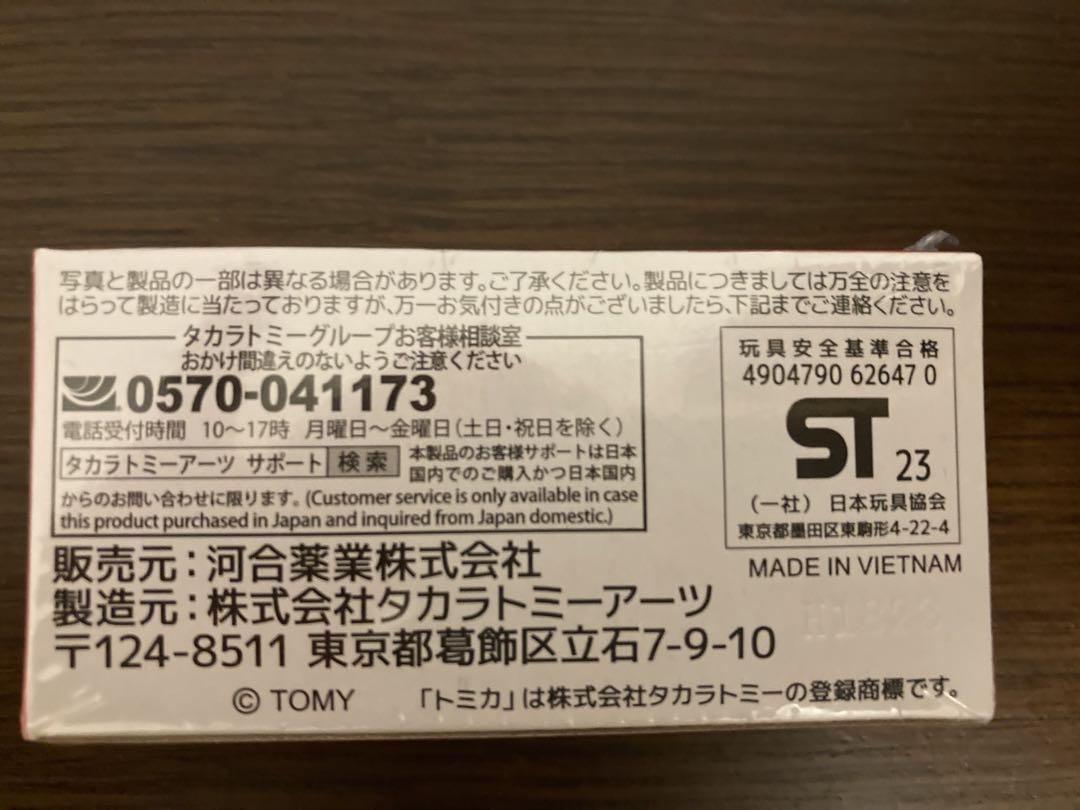 写真と製品の一部は異なる場合があります。ご了承ください。製品につきましては万全の注意を
はらって製造に当たっておりますが、万一お気付きの点がございましたら、下記までご連絡ください。
タカラトミーグループお客様相談室
おかけ間違えのないようご注意ください
0570-041173
電話受付時間 10〜17時 月曜日〜金曜日(土日・祝日を除く)
タカラトミーアーツ サポート 検索 本製品のお客様サポートは日本
国内でのご購入かつ日本国内
からのお問い合わせに限ります。(Customer service is only available in case
this product purchased in Japan and inquired from Japan domestic.)
玩具安全基準合格
4904790 62647 0
ST 23
(一社) 日本玩具協会
東京都墨田区東駒形4-22-4
MADE IN VIETNAM
販売元:河合薬業株式会社
製造元:株式会社タカラトミーアーツ
〒124-8511 東京都葛飾区立石7-9-10
© TOMY 「トミカ」は株式会社タカラトミーの登録商標です。